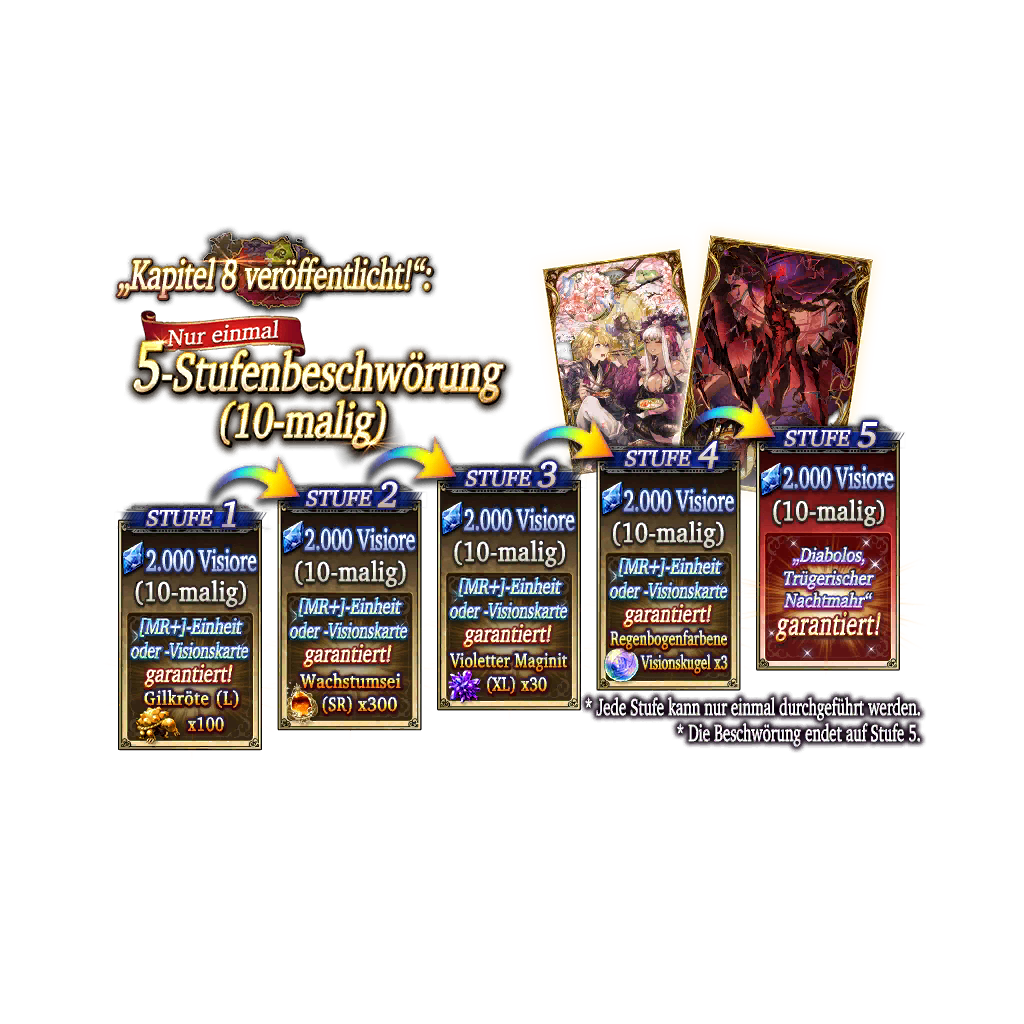 „Kapitel 8 veröffentlicht!“:
Nur einmal
5-Stufenbeschwörung
(10-malig)
STUFE 1
2.000 Visiore
(10-malig)
[MR+]-Einheit
oder -Visionskarte
garantiert!
Gilkröte (L)
x100
STUFE 2
2.000 Visiore
(10-malig)
[MR+]-Einheit
oder -Visionskarte
garantiert!
Wachstumsei
(SR) x300
STUFE 3
2.000 Visiore
(10-malig)
[MR+]-Einheit
oder -Visionskarte
garantiert!
Violetter Maginit
(XL) x30
STUFE 4
2.000 Visiore
(10-malig)
[MR+]-Einheit
oder -Visionskarte
garantiert!
Regenbogenfarbene
Visionskugel x3
STUFE 5
2.000 Visiore
(10-malig)
„Diabolos,
Trügerischer
Nachtmahr“
garantiert!
* Jede Stufe kann nur einmal durchgeführt werden.
* Die Beschwörung endet auf Stufe 5.